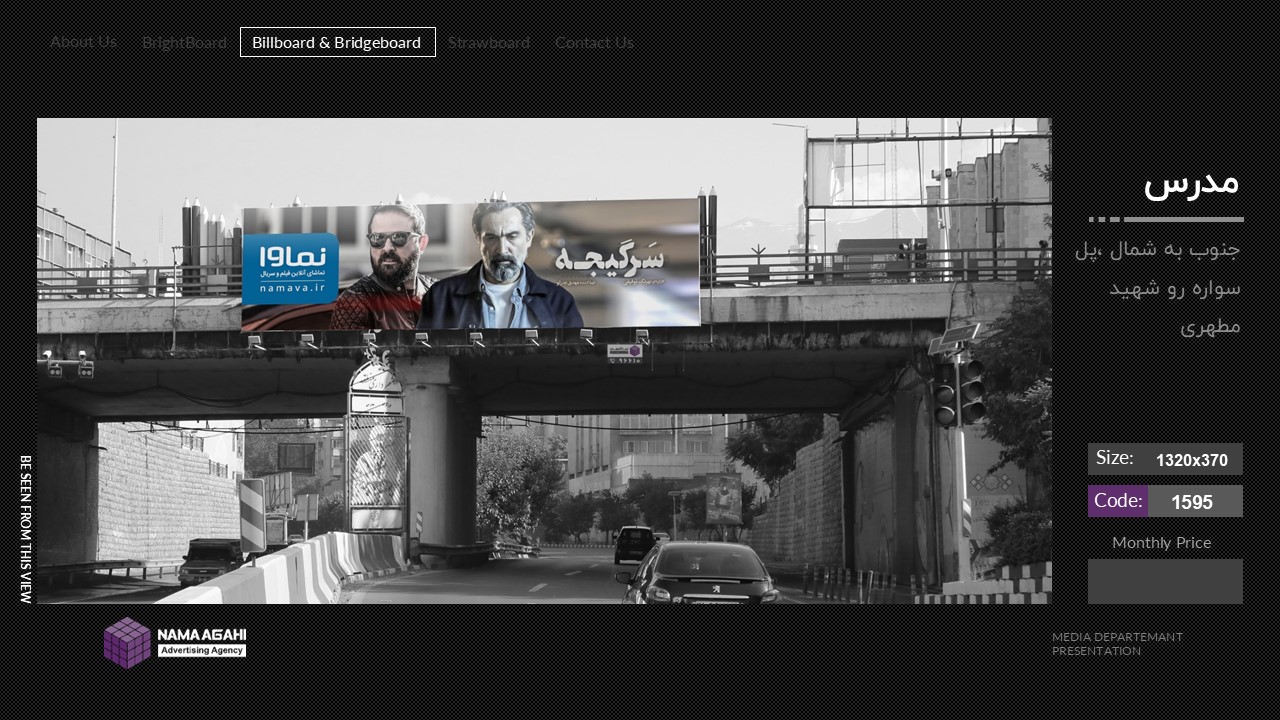 About Us
BrightBoard
Billboard & Bridgeboard
Strawboard
Contact Us
نماوا
تماشای آنلاین فیلم و سریال
namava.ir
سَرگیجه
مدرس
جنوب به شمال ،پل
سواره رو شهید
مطهری
Size: 1320x370
Code: 1595
Monthly Price
BE SEEN FROM THIS VIEW
NAMA AGAHI
Advertising Agency
MEDIA DEPARTEMANT
PRESENTATION